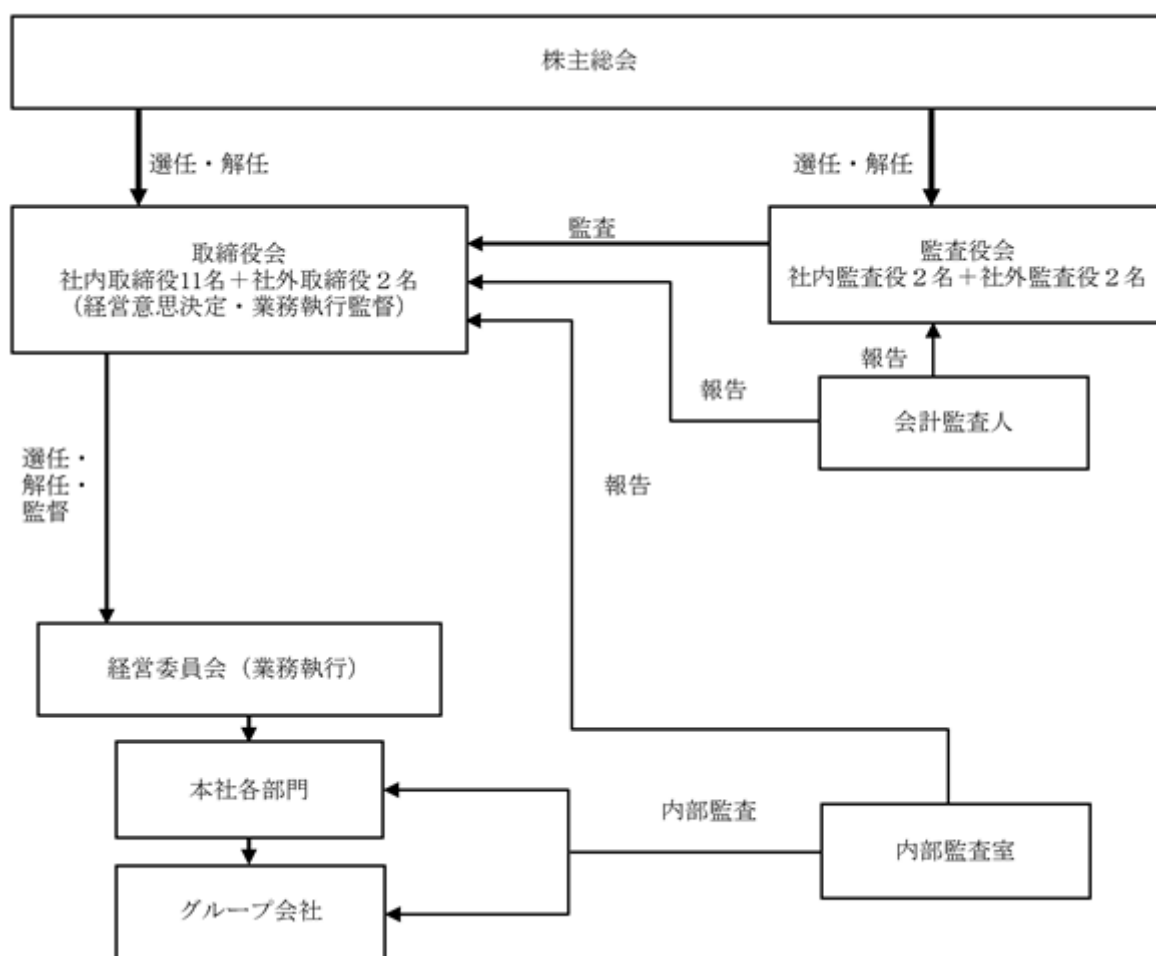 株主総会
選任・解任
選任・解任
取締役会
社内取締役11名＋社外取締役２名
（経営意思決定・業務執行監督）
監査
監査役会
社内監査役２名＋社外監査役２名
報告
報告
会計監査人
選任・
解任・
監督
報告
経営委員会（業務執行）
本社各部門
内部監査
内部監査室
グループ会社